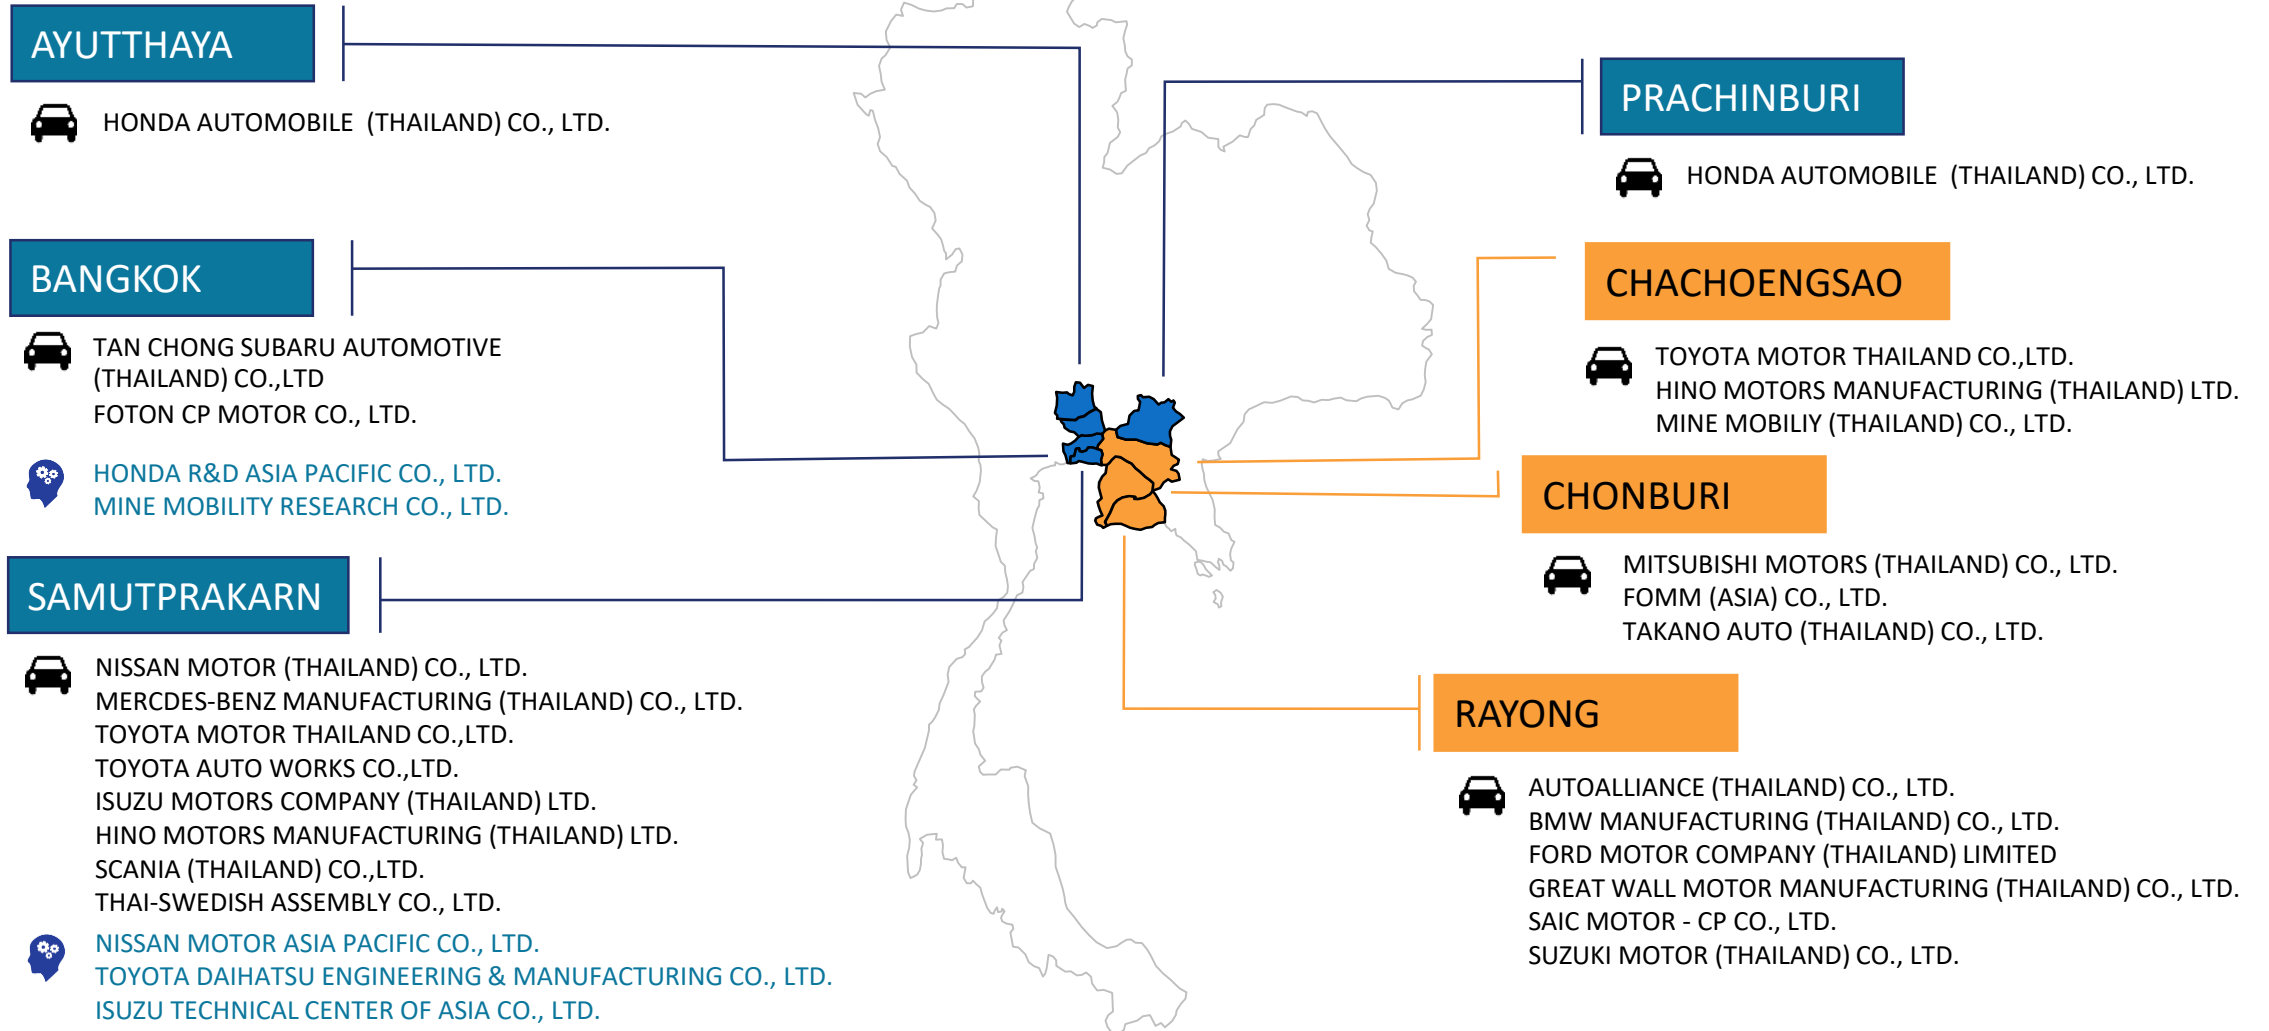 AYUTTHAYA
HONDA AUTOMOBILE (THAILAND) CO., LTD.
BANGKOK
TAN CHONG SUBARU AUTOMOTIVE
(THAILAND) CO.,LTD
FOTON CP MOTOR CO., LTD.
HONDA R&D ASIA PACIFIC CO., LTD.
MINE MOBILITY RESEARCH CO., LTD.
SAMUTPRAKARN
NISSAN MOTOR (THAILAND) CO., LTD.
MERCDES-BENZ MANUFACTURING (THAILAND) CO., LTD.
TOYOTA MOTOR THAILAND CO.,LTD.
TOYOTA AUTO WORKS CO.,LTD.
ISUZU MOTORS COMPANY (THAILAND) LTD.
HINO MOTORS MANUFACTURING (THAILAND) LTD.
SCANIA (THAILAND) CO.,LTD.
THAI-SWEDISH ASSEMBLY CO., LTD.
NISSAN MOTOR ASIA PACIFIC CO., LTD.
TOYOTA DAIHATSU ENGINEERING & MANUFACTURING CO., LTD.
ISUZU TECHNICAL CENTER OF ASIA CO., LTD.
PRACHINBURI
HONDA AUTOMOBILE (THAILAND) CO., LTD.
CHACHOENGSAO
TOYOTA MOTOR THAILAND CO.,LTD.
HINO MOTORS MANUFACTURING (THAILAND) LTD.
MINE MOBILIY (THAILAND) CO., LTD.
CHONBURI
MITSUBISHI MOTORS (THAILAND) CO., LTD.
FOMM (ASIA) CO., LTD.
TAKANO AUTO (THAILAND) CO., LTD.
RAYONG
AUTOALLIANCE (THAILAND) CO., LTD.
BMW MANUFACTURING (THAILAND) CO., LTD.
FORD MOTOR COMPANY (THAILAND) LIMITED
GREAT WALL MOTOR MANUFACTURING (THAILAND) CO., LTD.
SAIC MOTOR - CP CO., LTD.
SUZUKI MOTOR (THAILAND) CO., LTD.